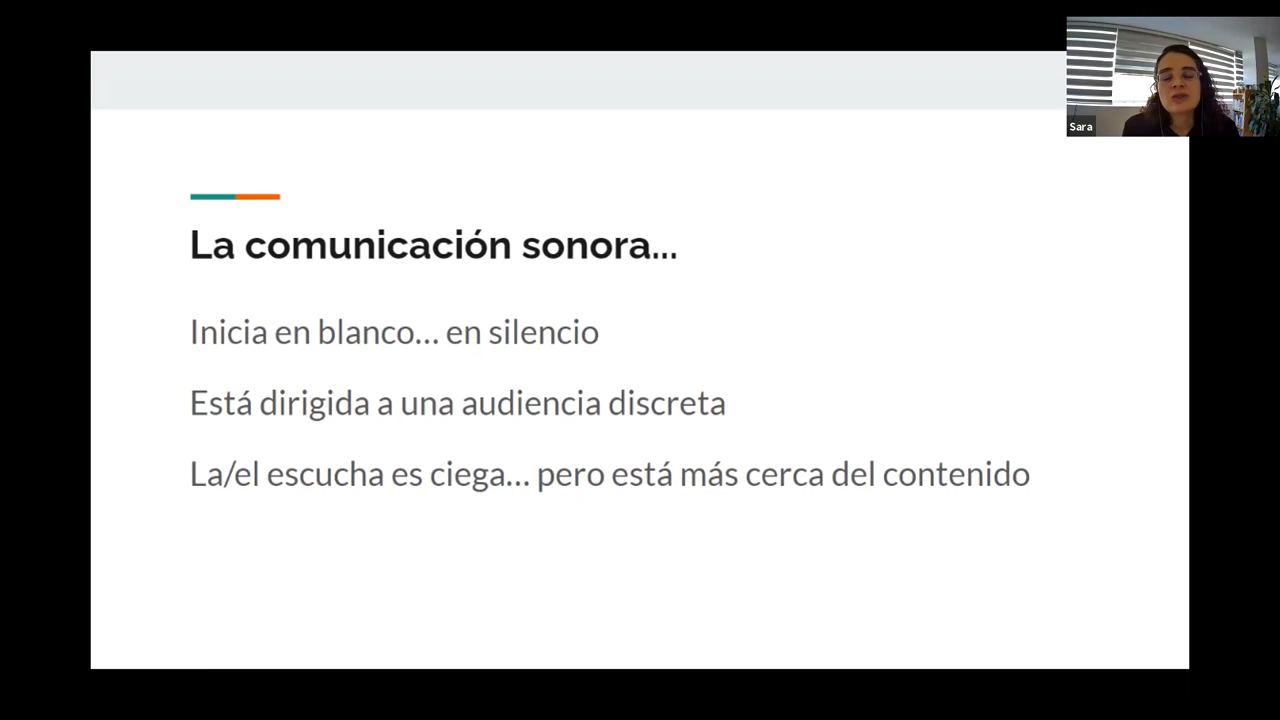 Sara
La comunicación sonora...
Inicia en blanco... en silencio
Está dirigida a una audiencia discreta
La/el escucha es ciega... pero está más cerca del contenido